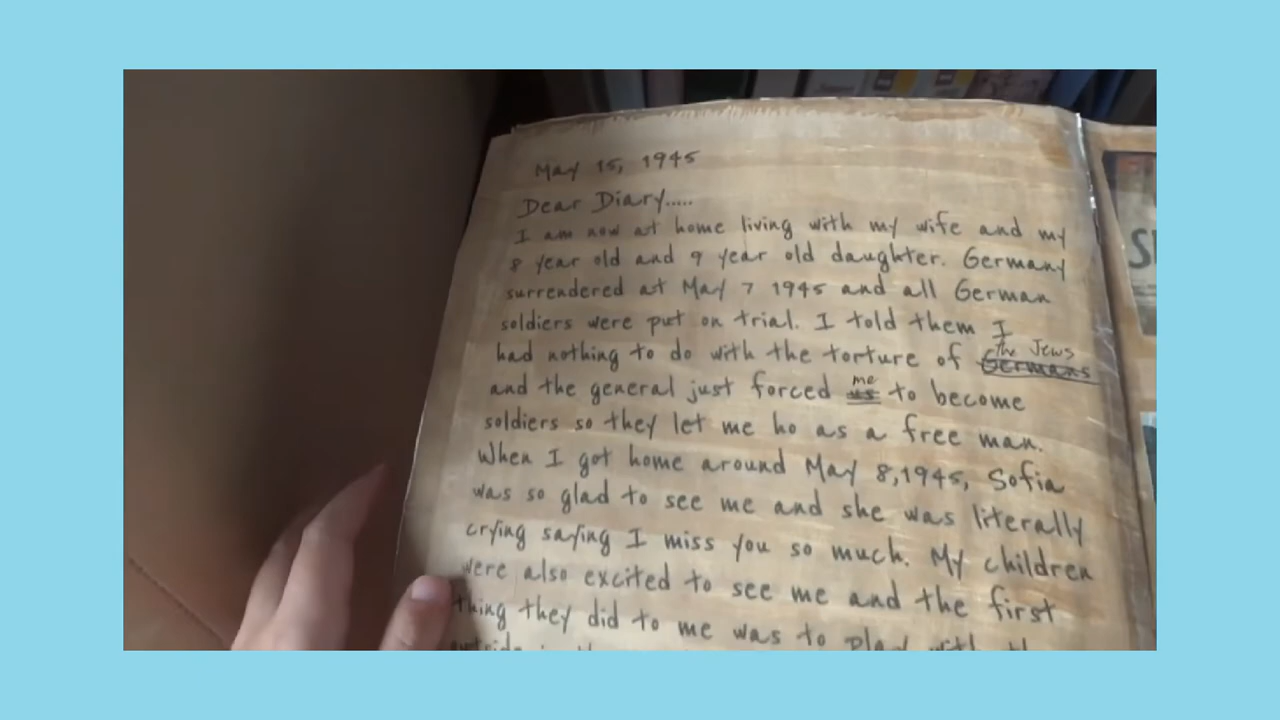 May 15, 1945
Dear Diary.....
I am now at home living with my wife and my
8 year old and 9 year old daughter. Germany
surrendered at May 7 1945 and all German
soldiers were put on trial. I told them I
had nothing to do with the torture of Germans the Jews
and the general just forced us me to become
soldiers so they let me ho as a free man.
When I got home around May 8,1945, Sofia
was so glad to see me and she was literally
crying saying I miss you so much. My children
were also excited to see me and the first
thing they did to me was to play with